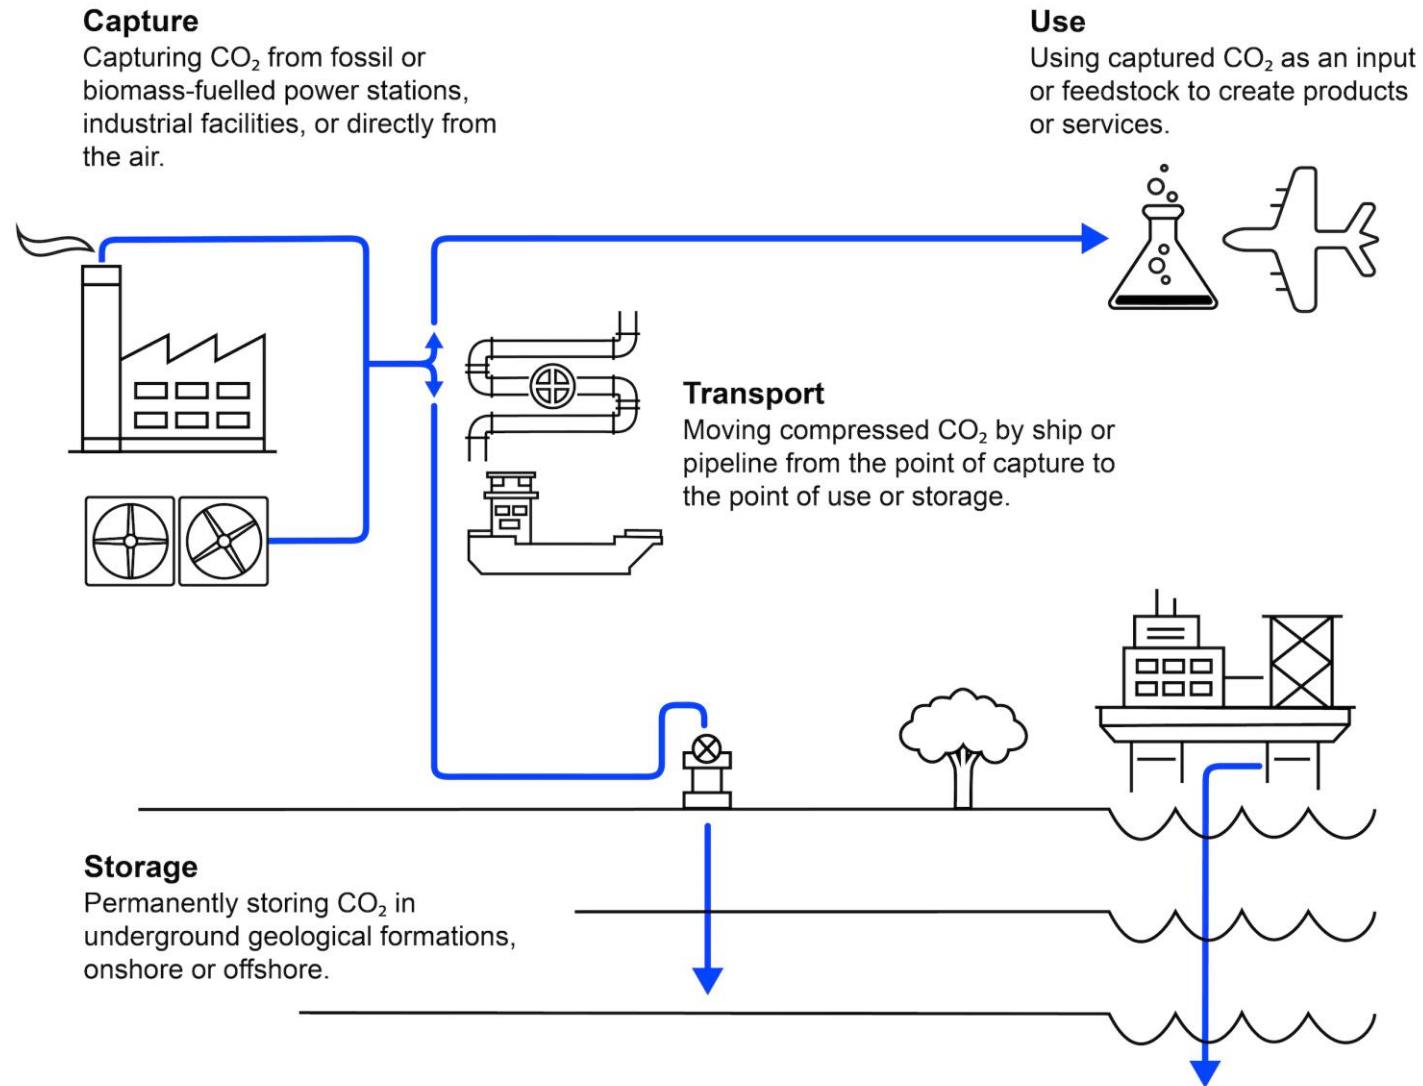 Capture
Capturing CO₂ from fossil or
biomass-fuelled power stations,
industrial facilities, or directly from
the air.
Use
Using captured CO₂ as an input
or feedstock to create products
or services.
Transport
Moving compressed CO₂ by ship or
pipeline from the point of capture to
the point of use or storage.
Storage
Permanently storing CO₂ in
underground geological formations,
onshore or offshore.